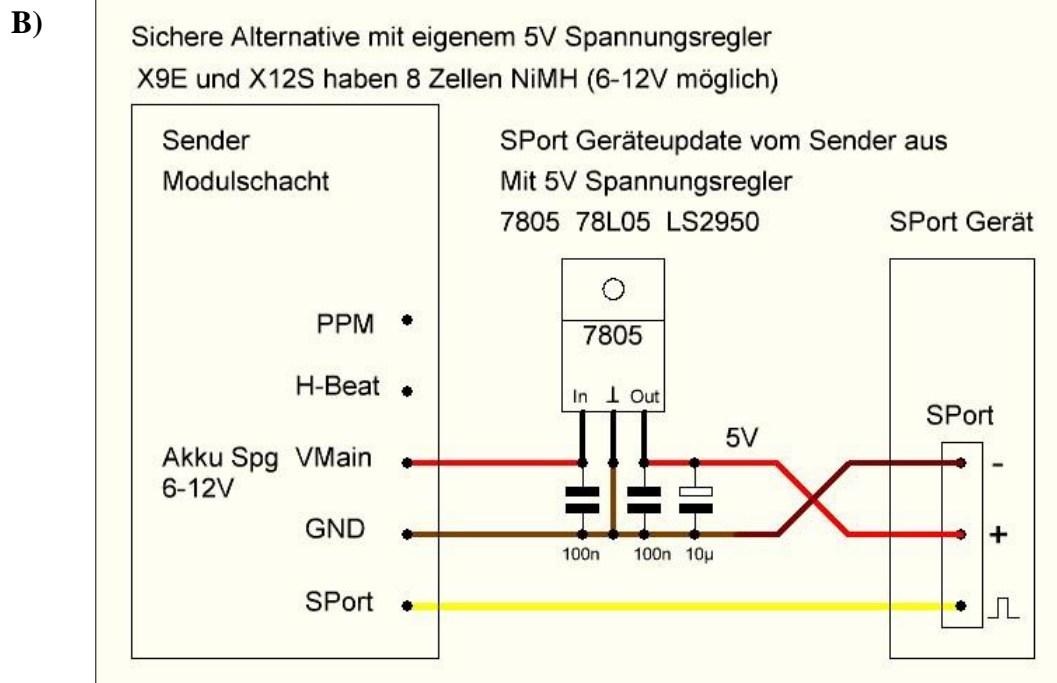 B)
Sichere Alternative mit eigenem 5V Spannungsregler
X9E und X12S haben 8 Zellen NiMH (6-12V möglich)
Sender
Modulschacht
SPort Geräteupdate vom Sender aus
Mit 5V Spannungsregler
7805 78L05 LS2950
SPort Gerät
PPM
7805
H-Beat
In ⊥ Out
SPort
Akku Spg VMain
6-12V
5V
-
GND
+
100n 100n 10µ
SPort